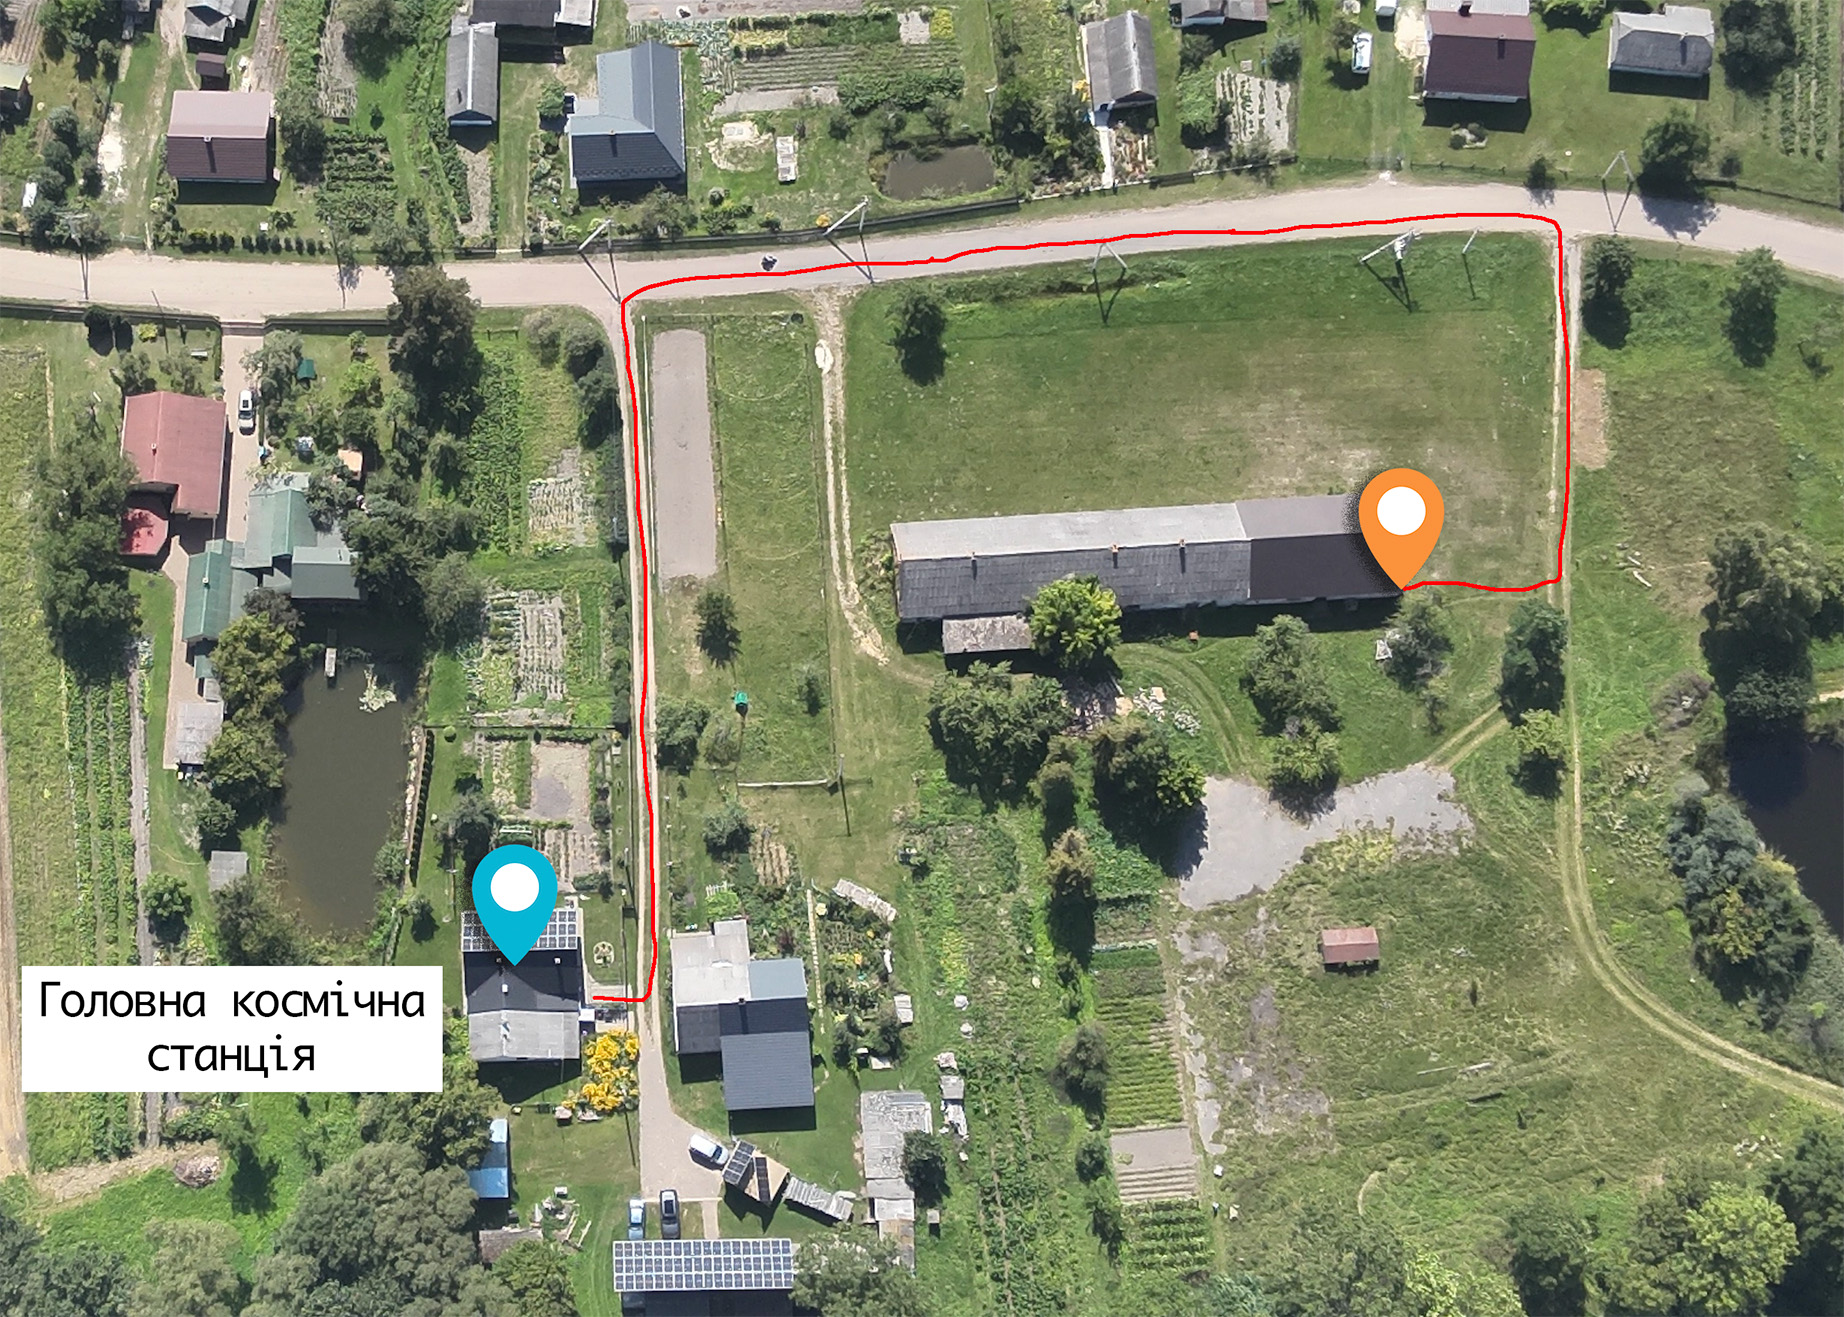 Головна космічна
станція